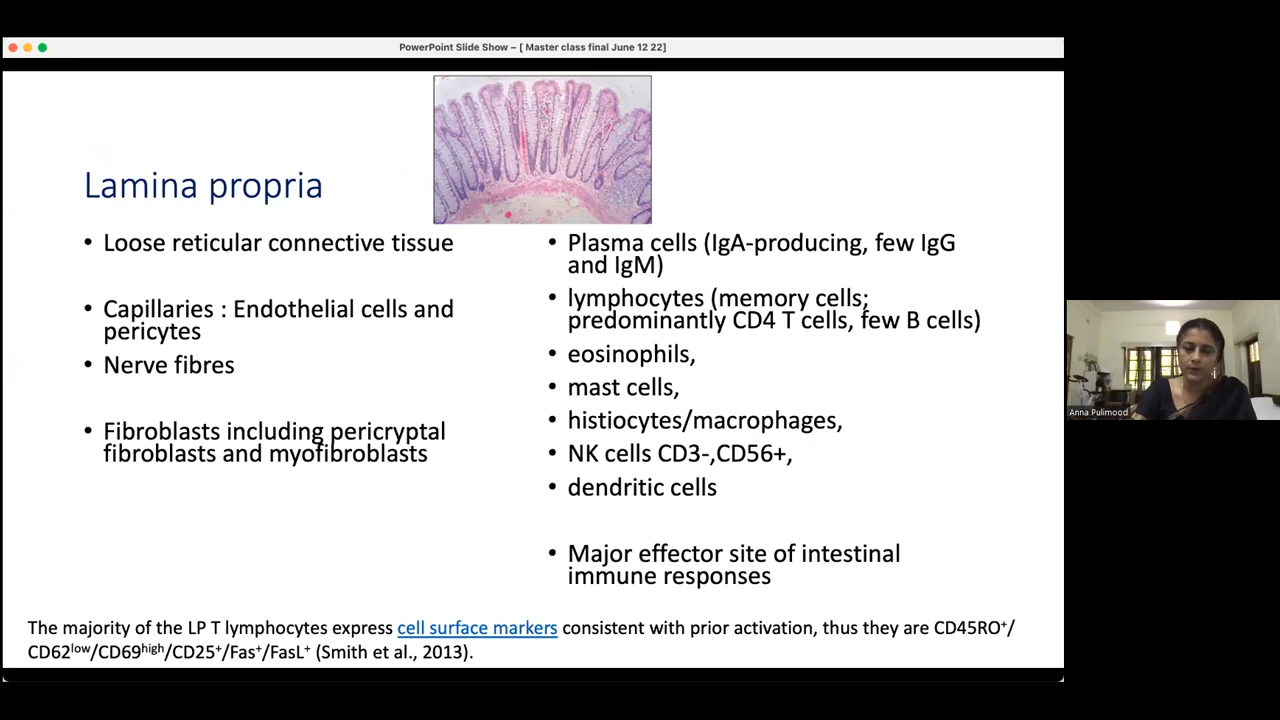 PowerPoint Slide Show – [ Master class final June 12 22]
Lamina propria
• Loose reticular connective tissue
• Capillaries : Endothelial cells and
pericytes
• Nerve fibres
• Fibroblasts including pericryptal
fibroblasts and myofibroblasts
• Plasma cells (IgA-producing, few IgG
and IgM)
• lymphocytes (memory cells;
predominantly CD4 T cells, few B cells)
• eosinophils,
• mast cells,
• histiocytes/macrophages,
• NK cells CD3-,CD56+,
• dendritic cells
• Major effector site of intestinal
immune responses
The majority of the LP T lymphocytes express cell surface markers consistent with prior activation, thus they are CD45RO⁺/
CD62ˡᵒʷ/CD69ʰⁱᵍʰ/CD25⁺/Fas⁺/FasL⁺ (Smith et al., 2013).
Anna Pulimood